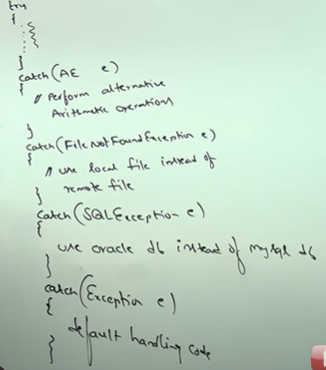 try
{
}
catch(AE e)
{ // Perform alternative
Arithmetic operations
}
catch(FileNotFoundException e)
{ // use local file instead of
remote file
}
catch(SQLException e)
{
use oracle db instead of mysql db
}
catch(Exception e)
{
default handling code
}